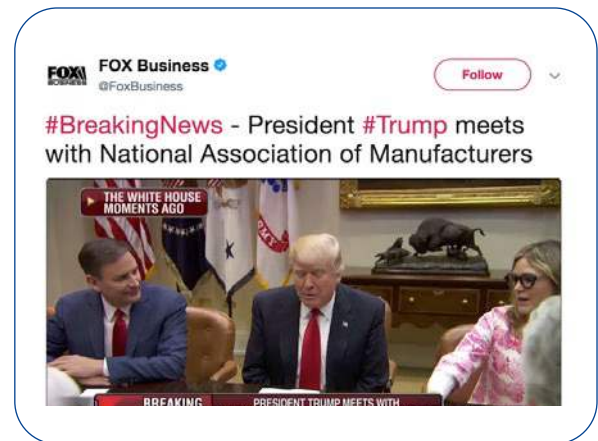 FOX Business
FOX
BUSINESS
@FoxBusiness
Follow
#BreakingNews - President #Trump meets
with National Association of Manufacturers
THE WHITE HOUSE
MOMENTS AGO
BREAKING
PRESIDENT TRUMP MEETS WITH